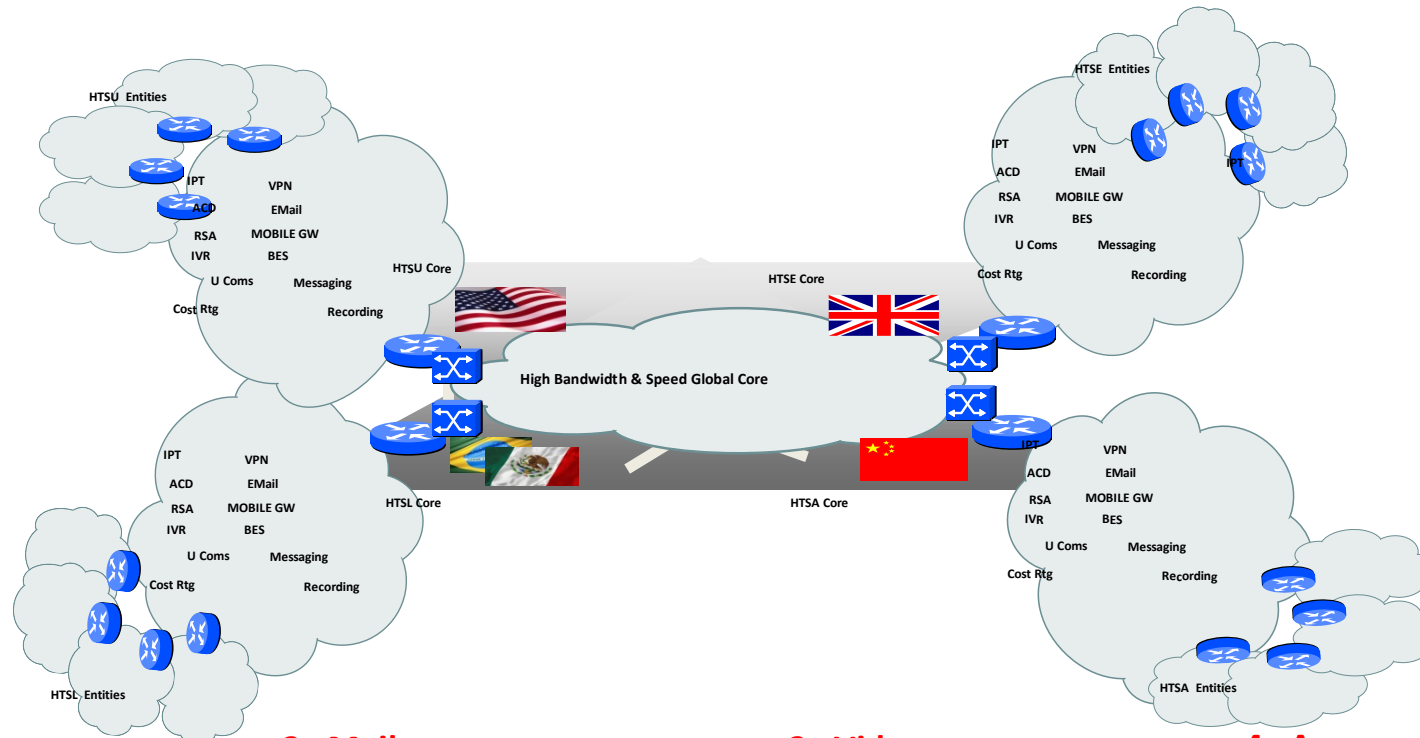 HTSU Entities
IPT
VPN
ACD
EMail
RSA
MOBILE GW
IVR
BES
U Coms
Messaging
Cost Rtg
Recording
HTSU Core
HTSE Entities
IPT
IPT
VPN
ACD
EMail
RSA
MOBILE GW
IVR
BES
U Coms
Messaging
Cost Rtg
Recording
HTSE Core
High Bandwidth & Speed Global Core
IPT
VPN
ACD
EMail
RSA
MOBILE GW
IVR
BES
U Coms
Messaging
Cost Rtg
Recording
HTSL Core
HTSL Entities
IPT
VPN
ACD
EMail
RSA
MOBILE GW
IVR
BES
U Coms
Messaging
Cost Rtg
Recording
HTSA Core
HTSA Entities